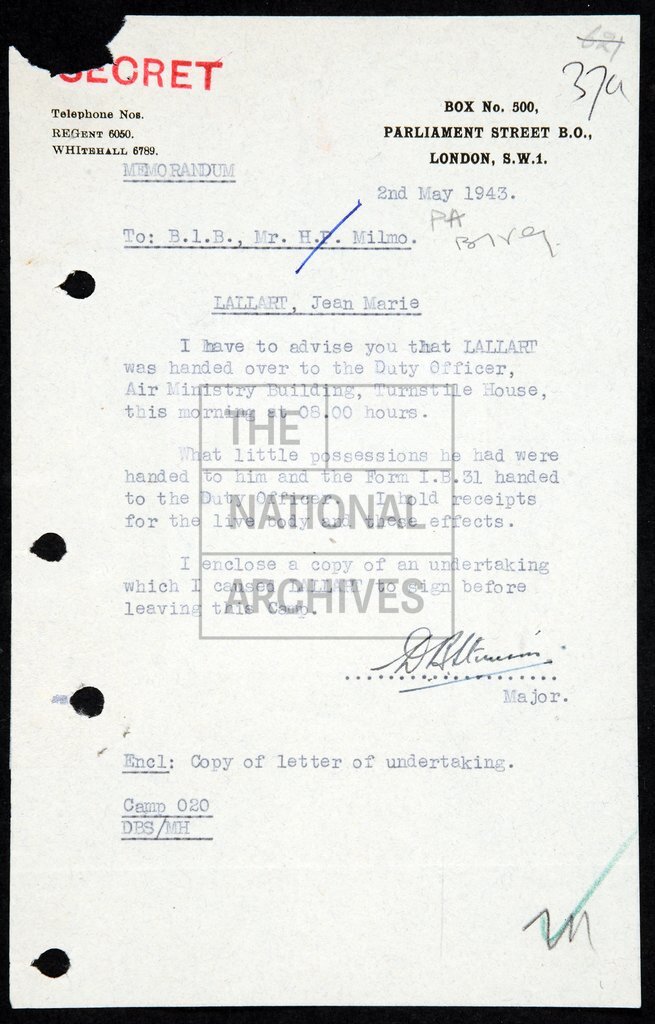 621
37a
SECRET
Telephone Nos.
REGENT 6050.
WHITEHALL 6789.
BOX No. 500,
PARLIAMENT STREET B.O.,
LONDON, S.W.1.
MEMORANDUM
2nd May 1943.
PA
To: B.1.B., Mr. H.P. Milmo.
LALLART, Jean Marie
I have to advise you that LALLART
was handed over to the Duty Officer,
Air Ministry Building, Turnstile House,
this morning at 08.00 hours.
What little possessions he had were
handed to him and the Form I.B.31 handed
to the Duty Officer. I hold receipts
for the live body and these effects.
I enclose a copy of an undertaking
which I caused LALLART to sign before
leaving this Camp.
Major.
Encl: Copy of letter of undertaking.
Camp 020
DBS/MH
THE
NATIONAL
ARCHIVES